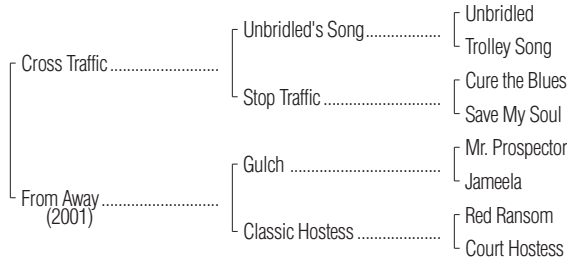 Unbridled
Unbridled's Song
Trolley Song
Cross Traffic
Cure the Blues
Stop Traffic
Save My Soul
Mr. Prospector
Gulch
Jameela
From Away
(2001)
Red Ransom
Classic Hostess
Court Hostess